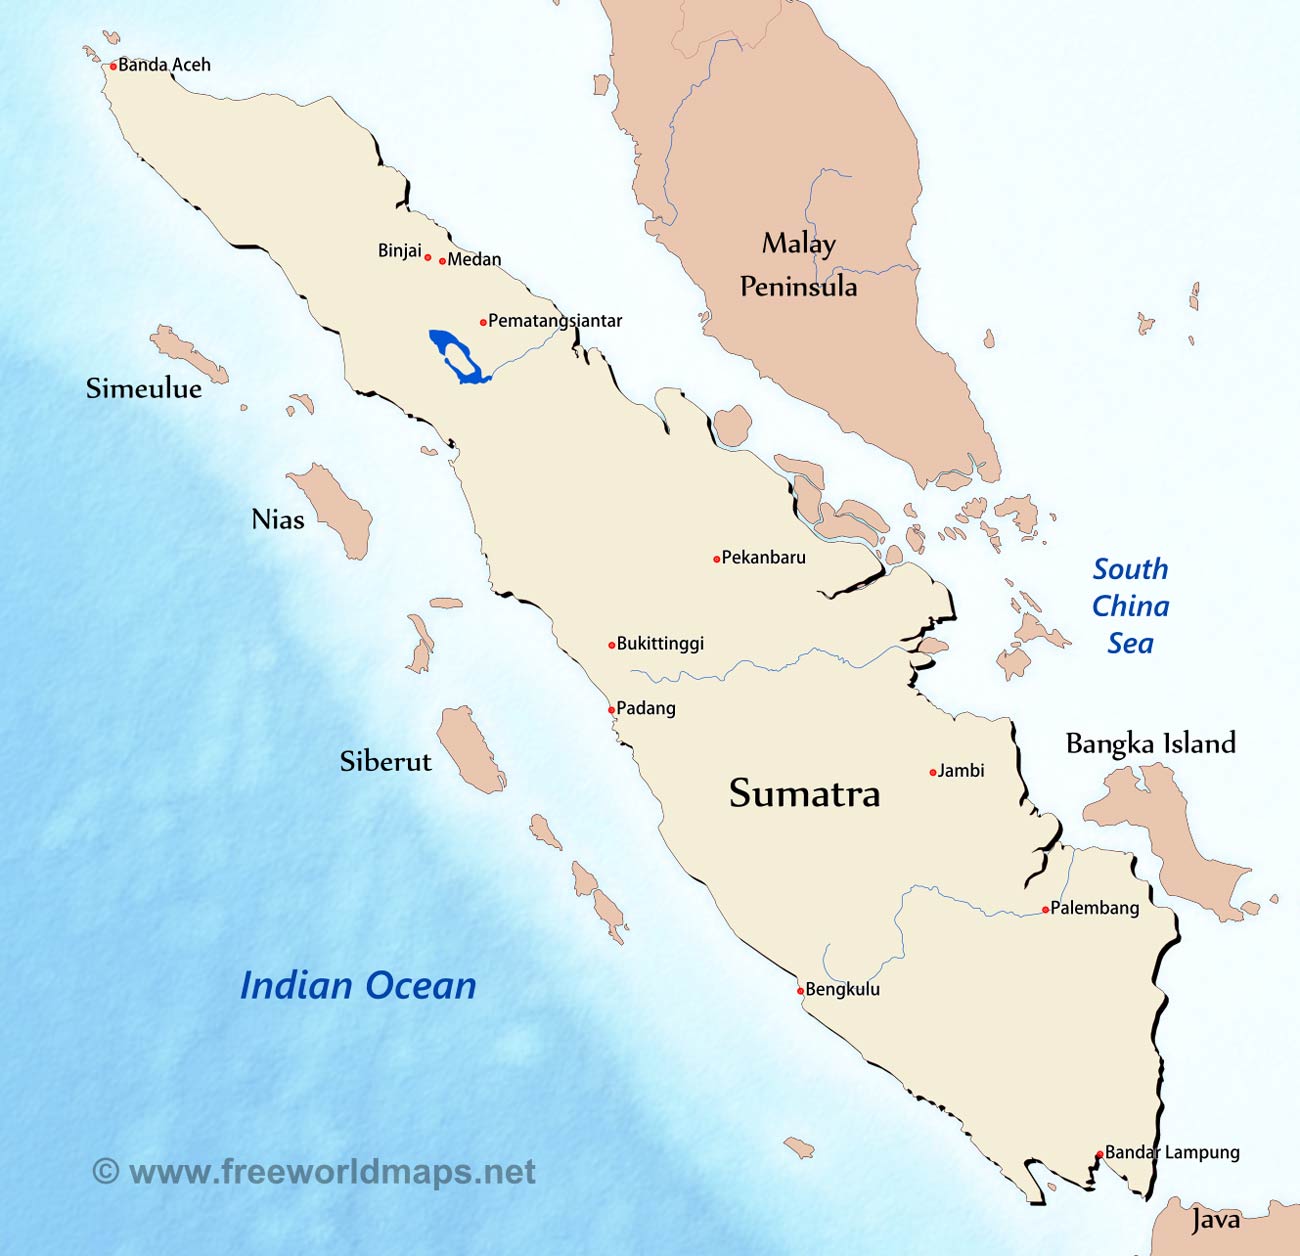 Banda Aceh
Binjai
Medan
Malay
Peninsula
Pematangsiantar
Simeulue
Nias
Pekanbaru
South
China
Sea
Bukittinggi
Padang
Siberut
Bangka Island
Jambi
Sumatra
Palembang
Indian Ocean
Bengkulu
Bandar Lampung
© www.freeworldmaps.net
Java